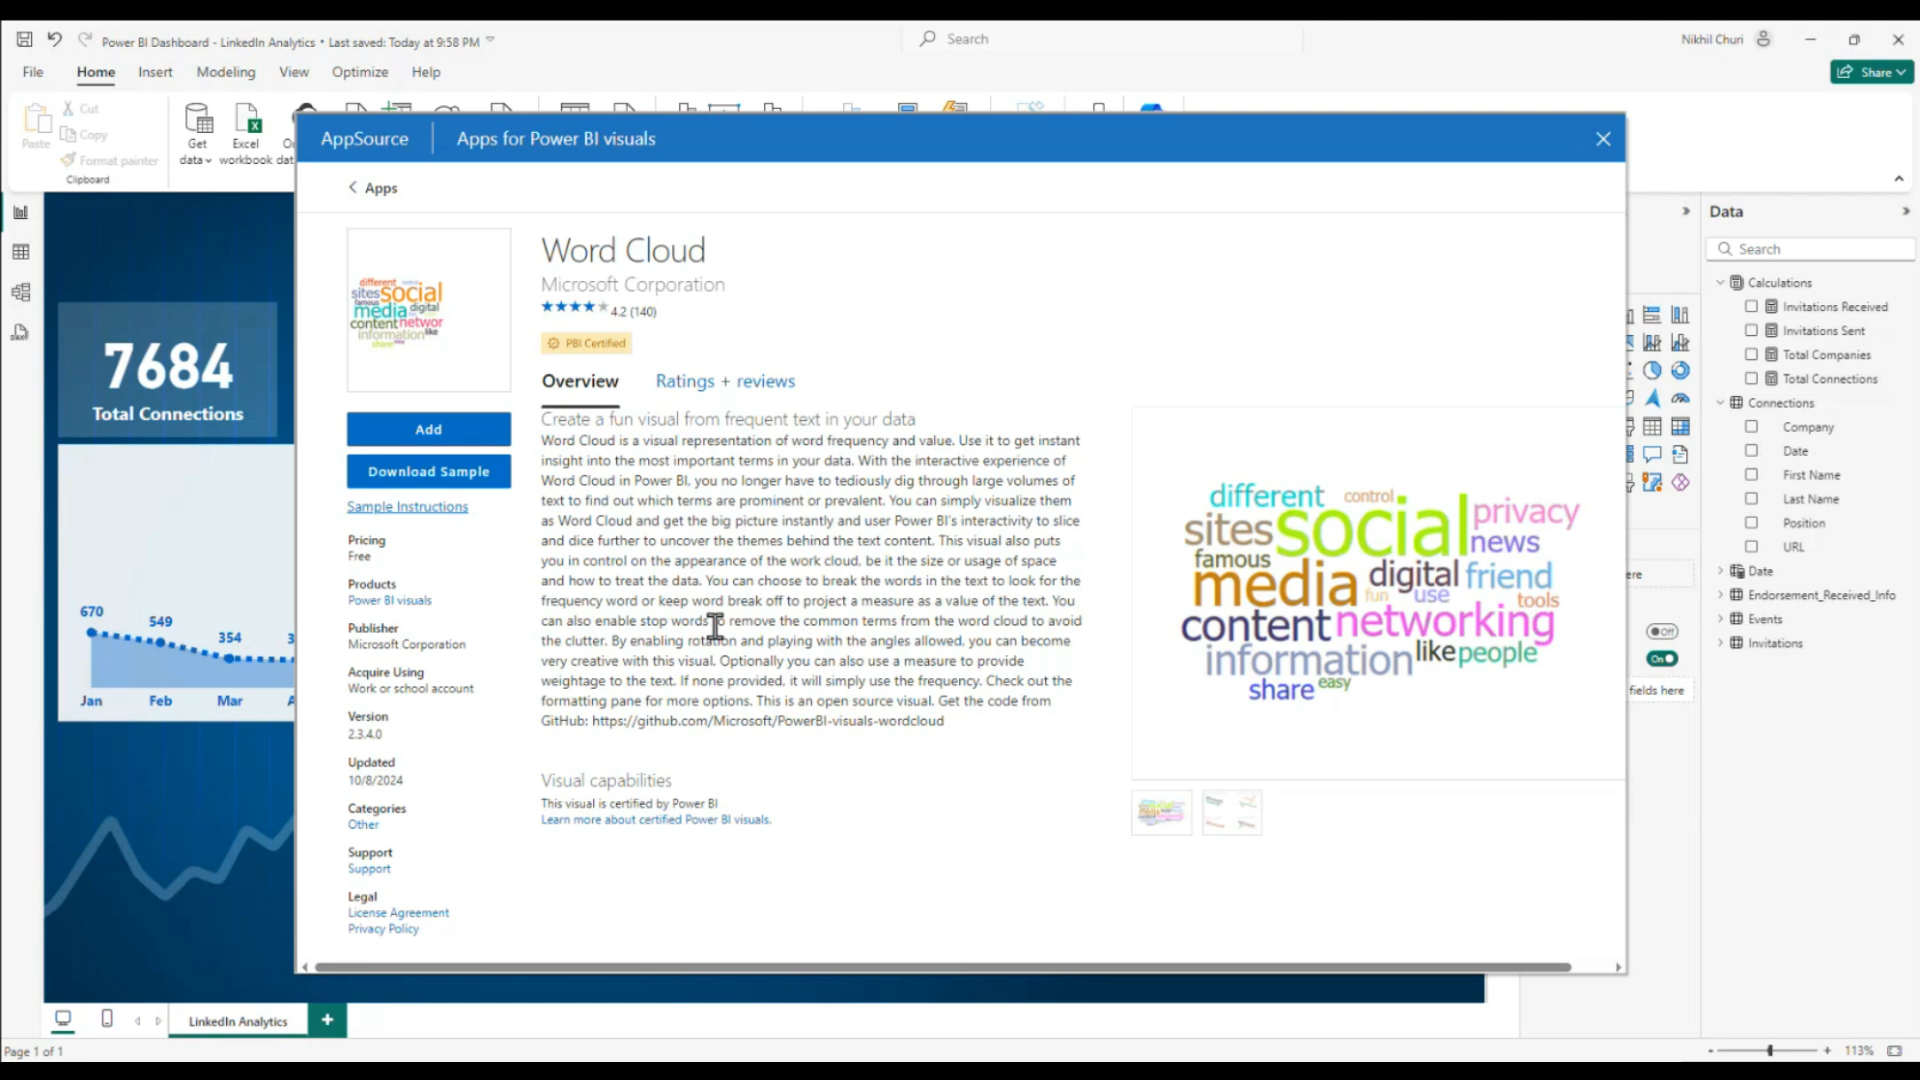 Power BI Dashboard - LinkedIn Analytics • Last saved: Today at 9:58 PM
Search
Nikhil Churi
File
Home
Insert
Modeling
View
Optimize
Help
Share
Paste
Cut
Copy
Format painter
Clipboard
Get
data
Excel
workbook
AppSource
Apps for Power BI visuals
Apps
Word Cloud
Microsoft Corporation
4.2 (140)
PBI Certified
Overview
Ratings + reviews
Add
Download Sample
Sample Instructions
Pricing
Free
Products
Power BI visuals
Publisher
Microsoft Corporation
Acquire Using
Work or school account
Version
2.3.4.0
Updated
10/8/2024
Categories
Other
Support
Support
Legal
License Agreement
Privacy Policy
Create a fun visual from frequent text in your data
Word Cloud is a visual representation of word frequency and value. Use it to get instant
insight into the most important terms in your data. With the interactive experience of
Word Cloud in Power BI, you no longer have to tediously dig through large volumes of
text to find out which terms are prominent or prevalent. You can simply visualize them
as Word Cloud and get the big picture instantly and user Power BI's interactivity to slice
and dice further to uncover the themes behind the text content. This visual also puts
you in control on the appearance of the work cloud, be it the size or usage of space
and how to treat the data. You can choose to break the words in the text to look for the
frequency word or keep word break off to project a measure as a value of the text. You
can also enable stop words to remove the common terms from the word cloud to avoid
the clutter. By enabling rotation and playing with the angles allowed, you can become
very creative with this visual. Optionally you can also use a measure to provide
weightage to the text. If none provided, it will simply use the frequency. Check out the
formatting pane for more options. This is an open source visual. Get the code from
GitHub: https://github.com/Microsoft/PowerBI-visuals-wordcloud
Visual capabilities
This visual is certified by Power BI
Learn more about certified Power BI visuals.
different control
sites social privacy
famous news
media digital friend
fun use tools
content networking
information like people
share easy
different
sites social
famous media digital
content networ
information like
share easy
7684
Total Connections
670
549
354
3
Jan
Feb
Mar
A
Data
Search
Calculations
Invitations Received
Invitations Sent
Total Companies
Total Connections
Connections
Company
Date
First Name
Last Name
Position
URL
Date
Endorsement_Received_Info
Events
Invitations
ere
Off
On
fields here
LinkedIn Analytics
Page 1 of 1
113%